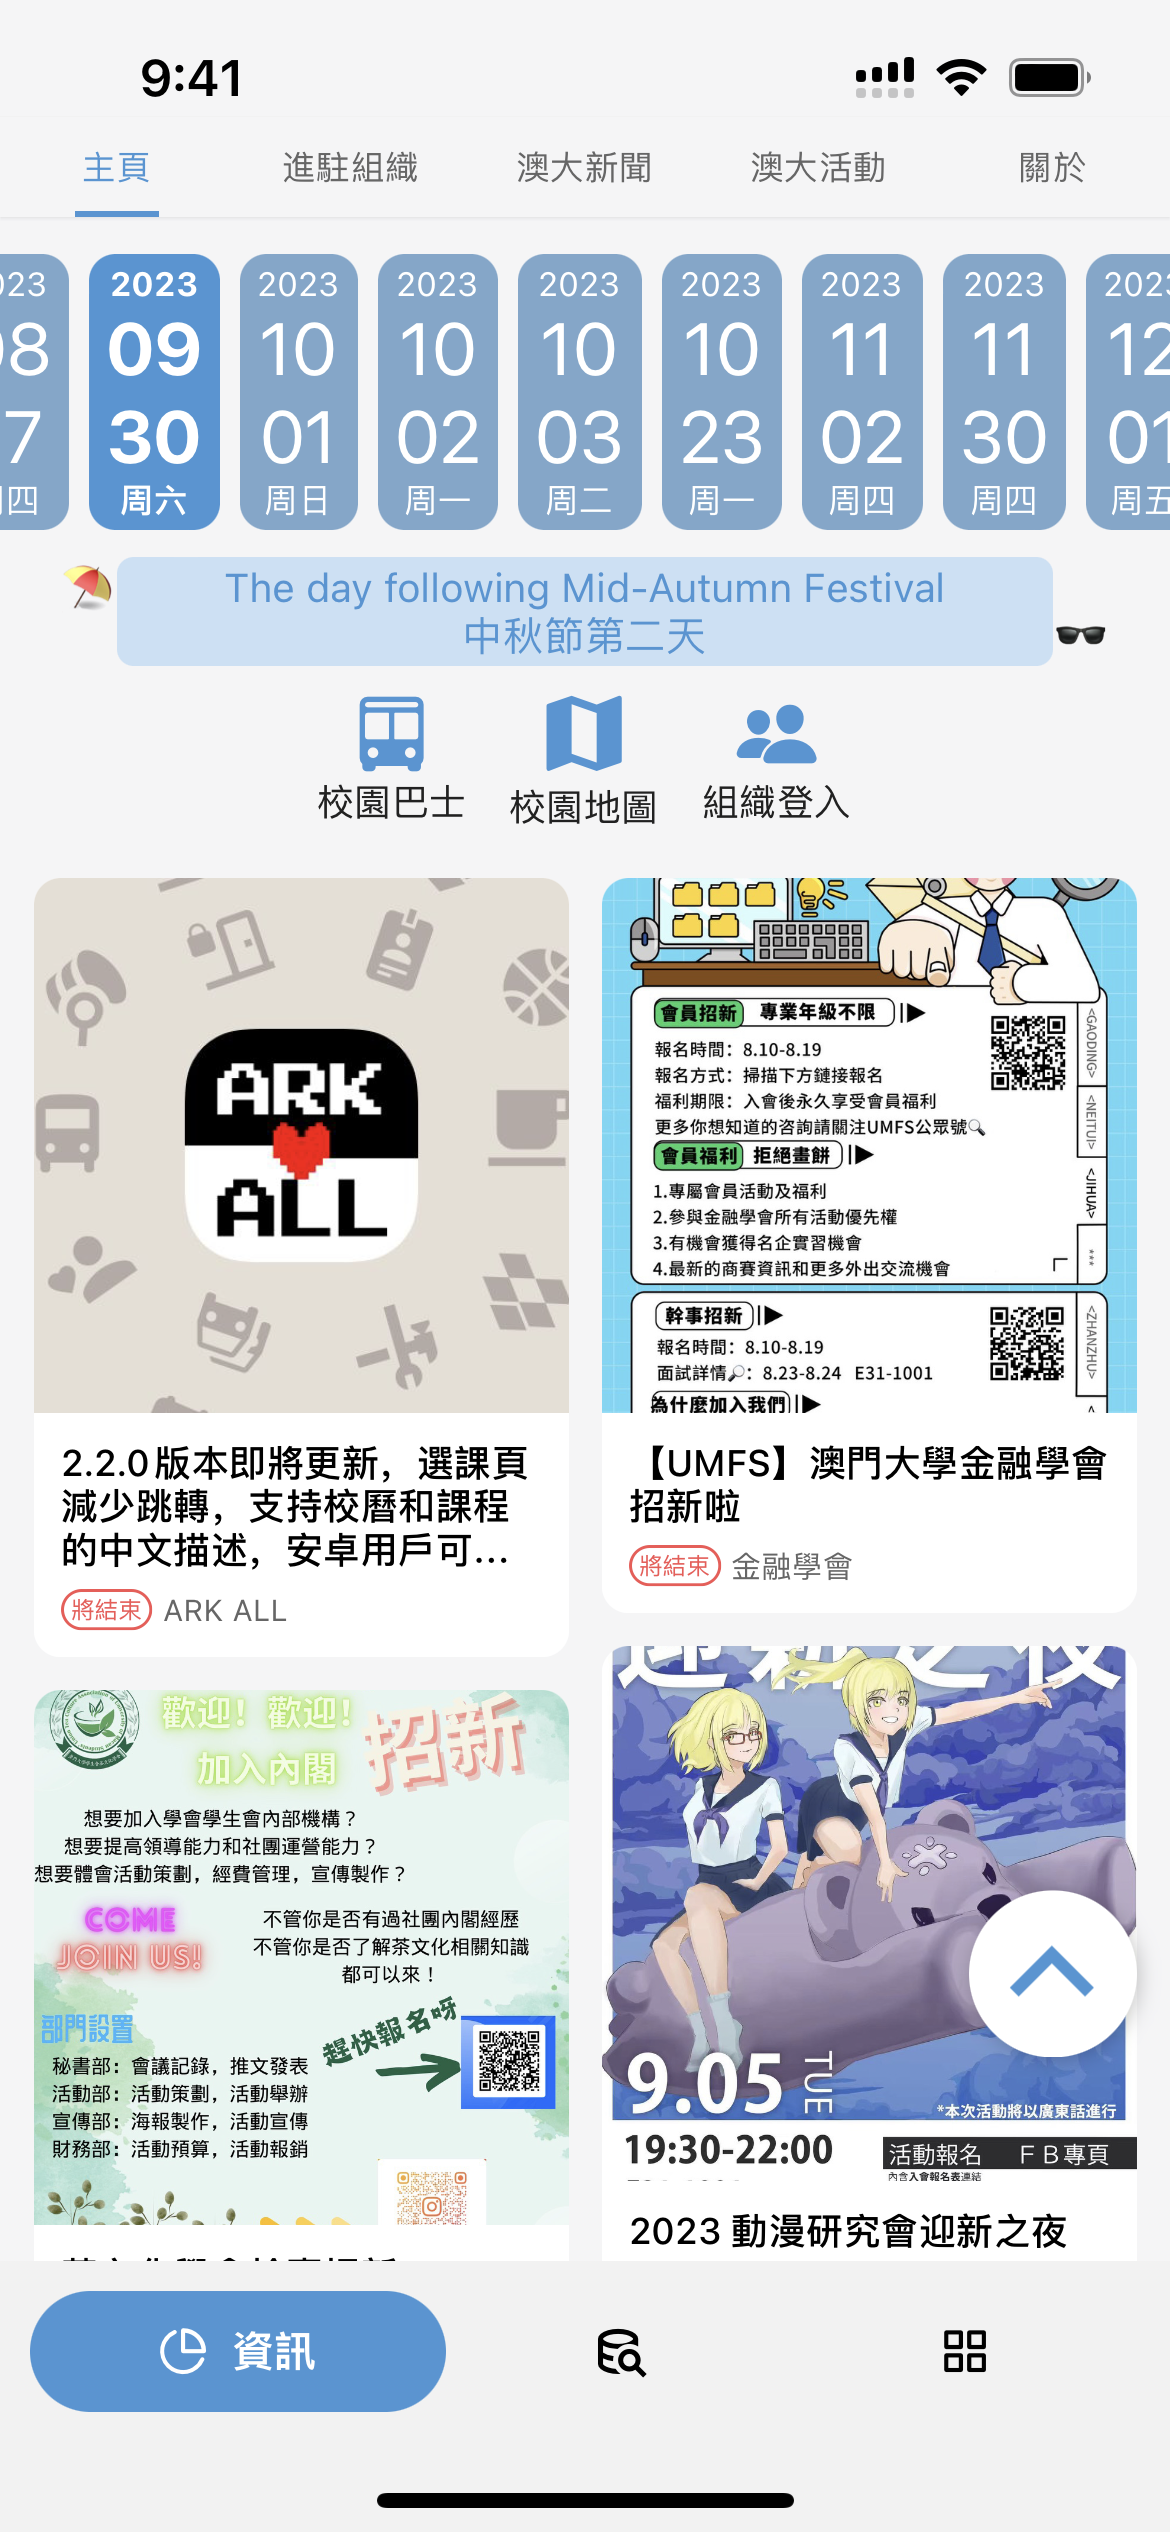 9:41
主頁 進駐組織 澳大新聞 澳大活動 關於
2023 2023 2023 2023 2023 2023 2023
09 10 10 10 10 11 11 12
30 01 02 03 23 02 30 01
周六 周日 周一 周二 周一 周四 周四 周五
The day following Mid-Autumn Festival
中秋節第二天
校園巴士 校園地圖 組織登入
ARK
ALL
2.2.0版本即將更新，選課頁
減少跳轉，支持校曆和課程
的中文描述，安卓用戶可...
將結束 ARK ALL
會員招新 專業年級不限
報名時間：8.10-8.19
報名方式：掃描下方鏈接報名
福利期限：入會後永久享受會員福利
更多你想知道的咨詢請關注UMFS公眾號
會員福利 拒絕畫餅
1.專屬會員活動及福利
2.參與金融學會所有活動優先權
3.有機會獲得名企實習機會
4.最新的商賽資訊和更多外出交流機會
<GAODING>
<NEITUI>
<JIHUA>
***
幹事招新
報名時間：8.10-8.19
面試詳情：8.23-8.24 E31-1001
為什麼加入我們
<ZHANZHU>
【UMFS】澳門大學金融學會
招新啦
將結束 金融學會
歡迎！歡迎！
加入內閣
招新
想要加入學會學生會內部機構？
想要提高領導能力和社團運營能力？
想要體會活動策劃，經費管理，宣傳製作？
COME
JOIN US!
不管你是否有過社團內閣經歷
不管你是否了解茶文化相關知識
都可以來！
部門設置
趕快報名呀
秘書部：會議記錄，推文發表
活動部：活動策劃，活動舉辦
宣傳部：海報製作，活動宣傳
財務部：活動預算，活動報銷
迎新之夜
9.05 TUE
*本次活動將以廣東話進行
19:30-22:00
活動報名 ＦＢ專頁
內含入會報名表連結
2023 動漫研究會迎新之夜
資訊